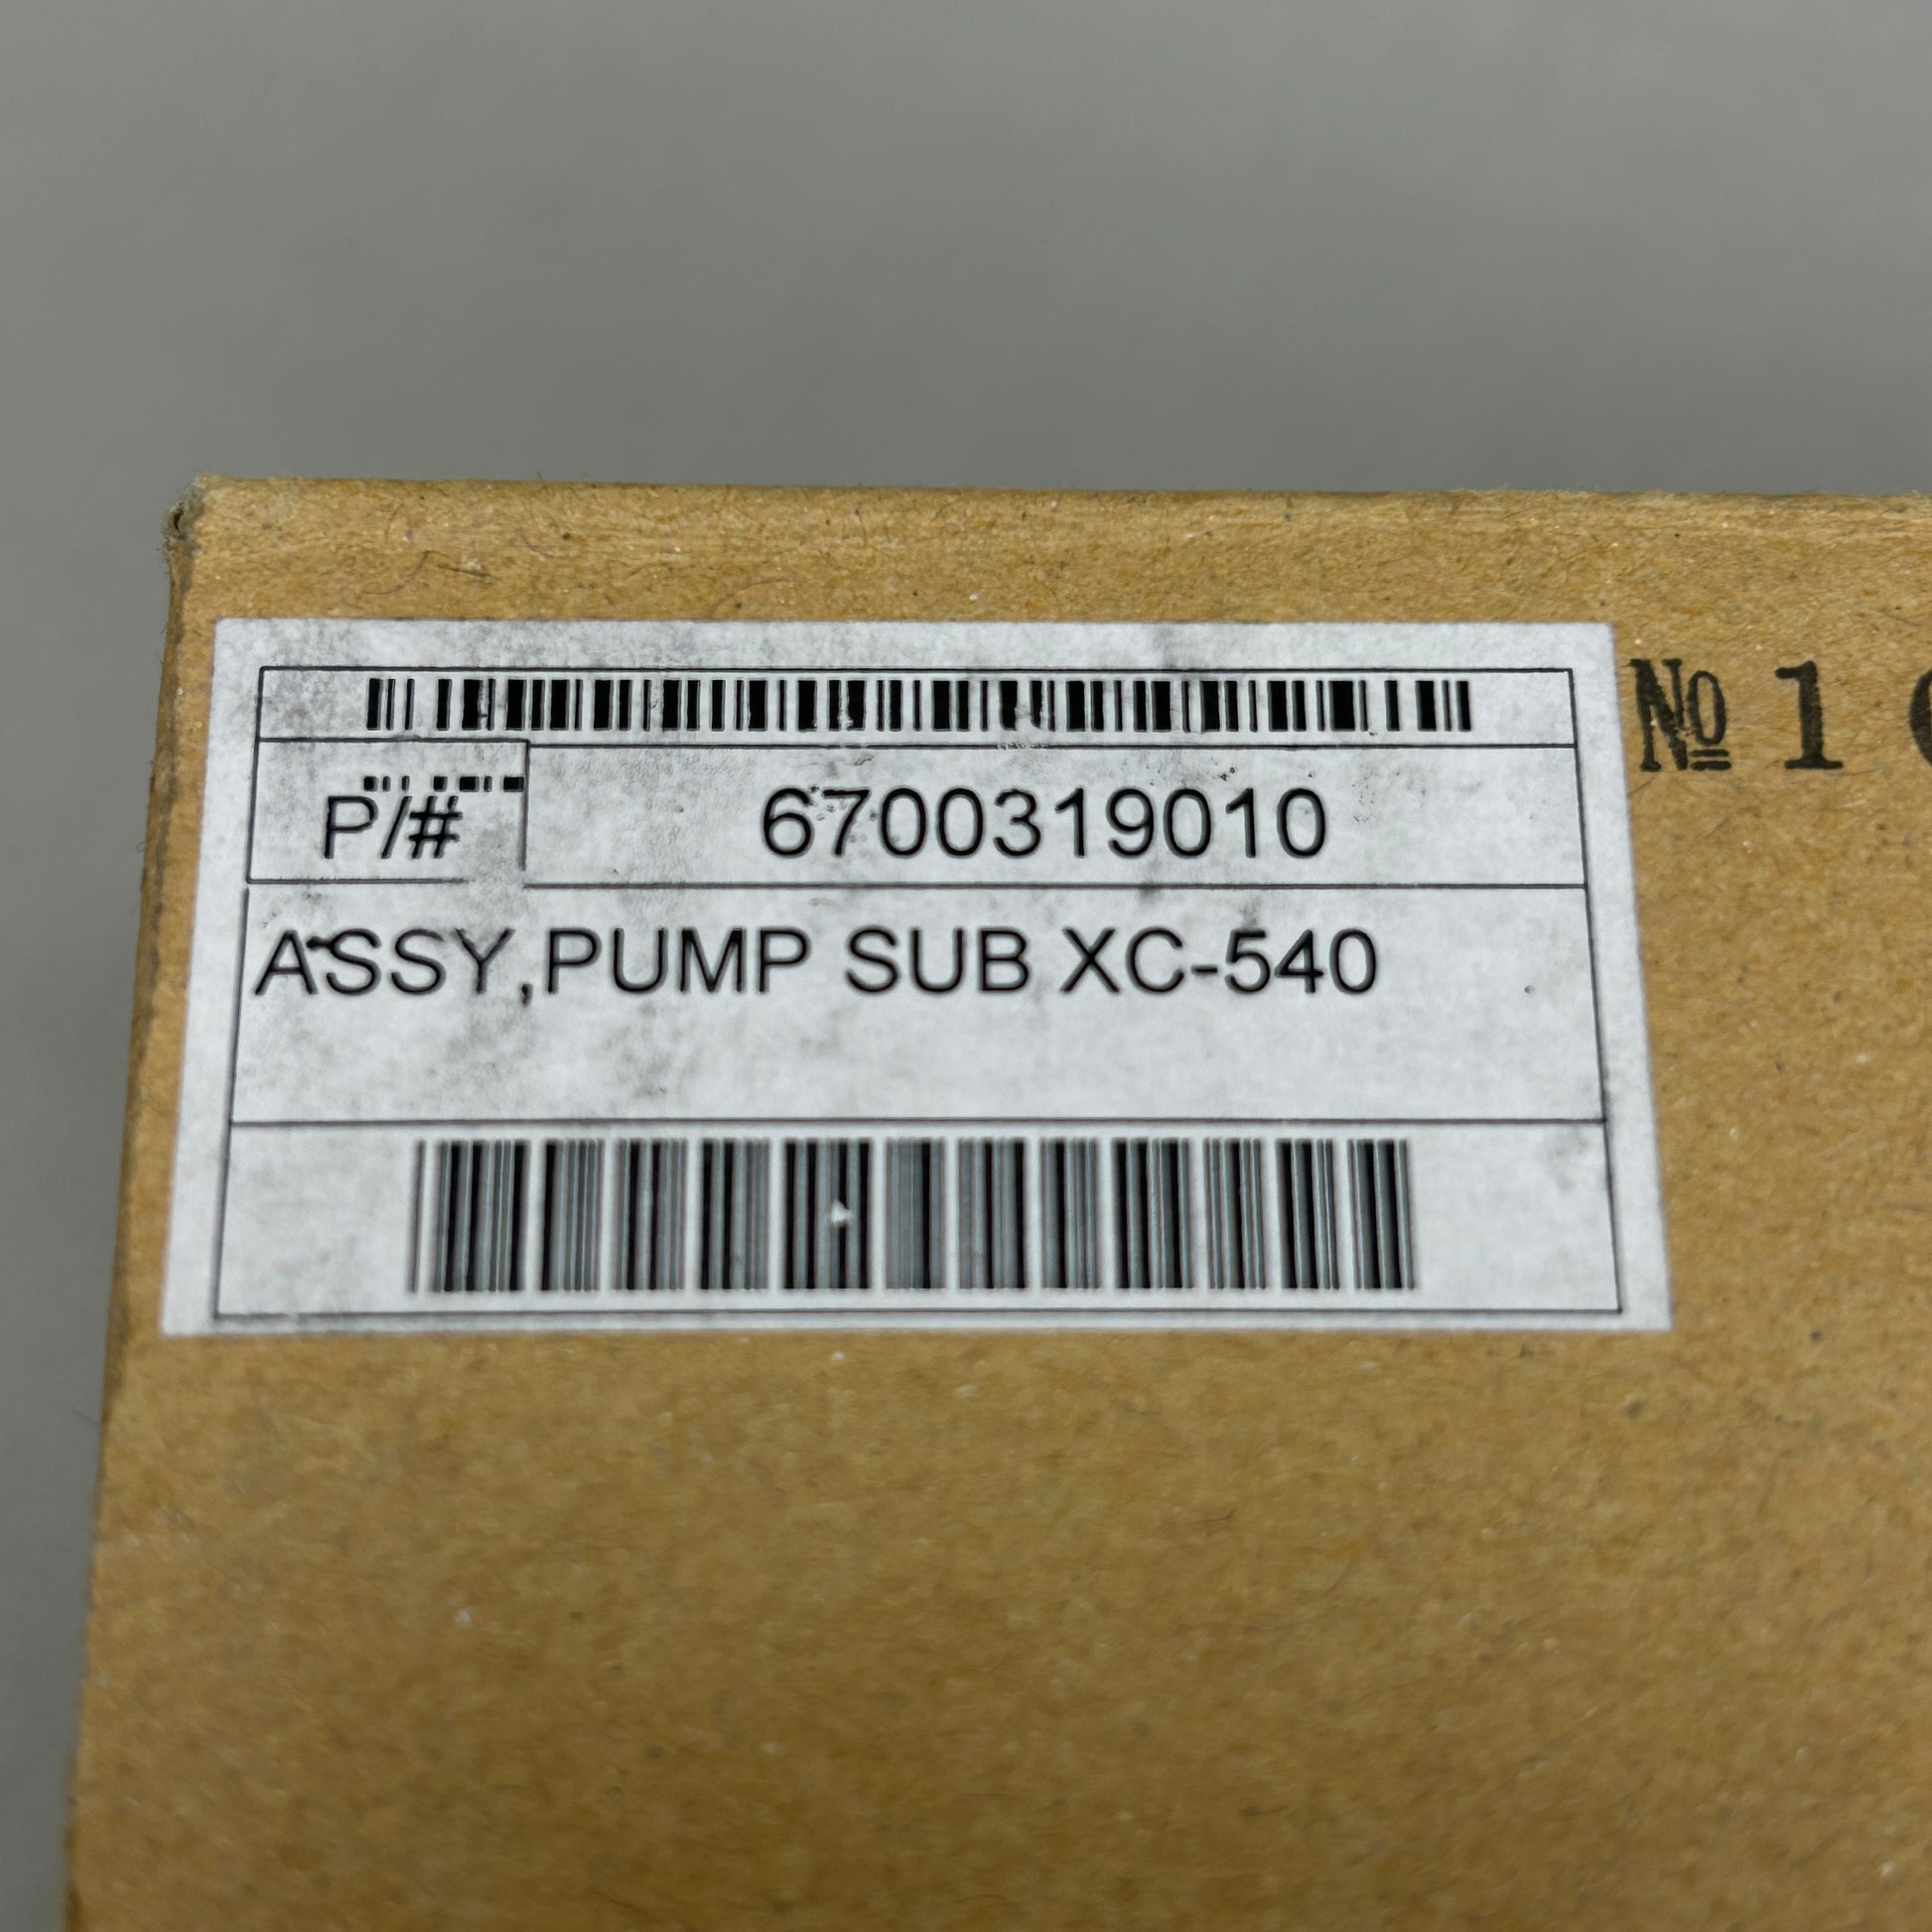 P/# 6700319010
ASSY,PUMP SUB XC-540
№ 1